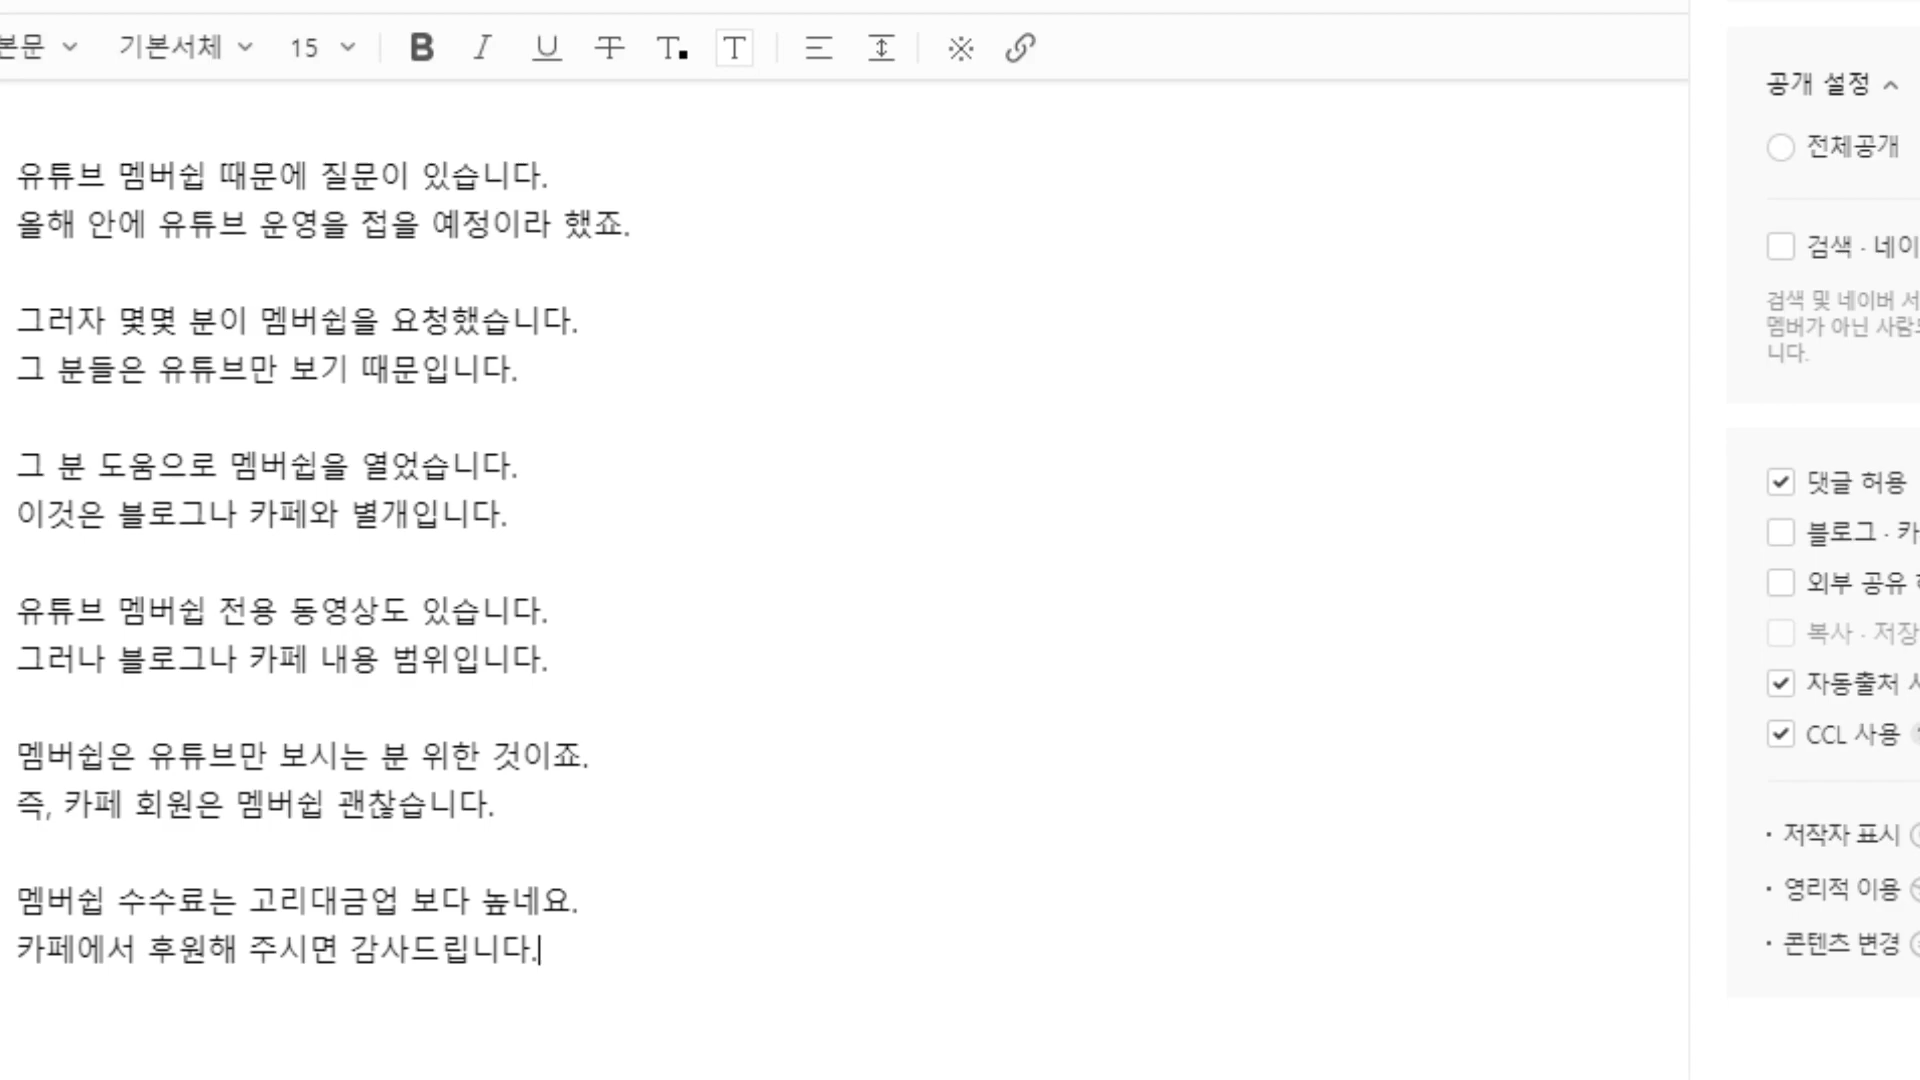 본문 기본서체 15 B I U T T. T
유튜브 멤버쉽 때문에 질문이 있습니다.
올해 안에 유튜브 운영을 접을 예정이라 했죠.
그러자 몇몇 분이 멤버쉽을 요청했습니다.
그 분들은 유튜브만 보기 때문입니다.
그 분 도움으로 멤버쉽을 열었습니다.
이것은 블로그나 카페와 별개입니다.
유튜브 멤버쉽 전용 동영상도 있습니다.
그러나 블로그나 카페 내용 범위입니다.
멤버쉽은 유튜브만 보시는 분 위한 것이죠.
즉, 카페 회원은 멤버쉽 괜찮습니다.
멤버쉽 수수료는 고리대금업 보다 높네요.
카페에서 후원해 주시면 감사드립니다.
공개 설정
전체공개
검색 · 네이
검색 및 네이버 서
멤버가 아닌 사람
니다.
댓글 허용
블로그 · 카
외부 공유
복사 · 저장
자동출처
CCL 사용
· 저작자 표시
· 영리적 이용
· 콘텐츠 변경